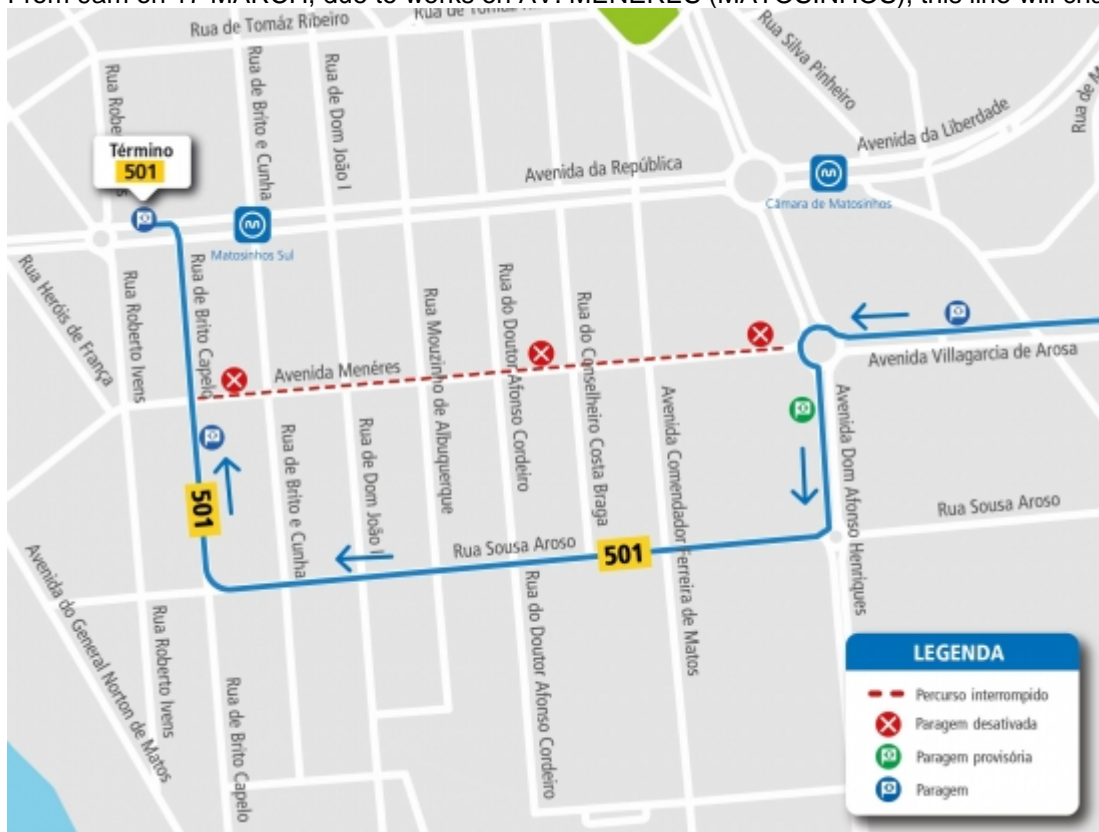 Rua de Tomáz Ribeiro
Rua Silva Pinheiro
Rua de Brito e Cunha
Rua de Dom João I
Término
501
Avenida da República
Avenida da Liberdade
Câmara de Matosinhos
Matosinhos Sul
Rua Heróis de França
Rua Roberto Ivens
Rua de Brito Capelo
Avenida Menéres
Rua Mouzinho de Albuquerque
Rua do Doutor Afonso Cordeiro
Rua do Conselheiro Costa Braga
Avenida Villagarcia de Arosa
Rua de Brito e Cunha
Rua de Dom João I
Avenida Comendador Ferreira de Matos
Avenida Dom Afonso Henriques
501
Rua Sousa Aroso
501
Rua Sousa Aroso
Avenida do General Norton de Matos
Rua Roberto Ivens
Rua de Brito Capelo
Rua do Doutor Afonso Cordeiro
LEGENDA
Percurso interrompido
Paragem desativada
Paragem provisória
Paragem